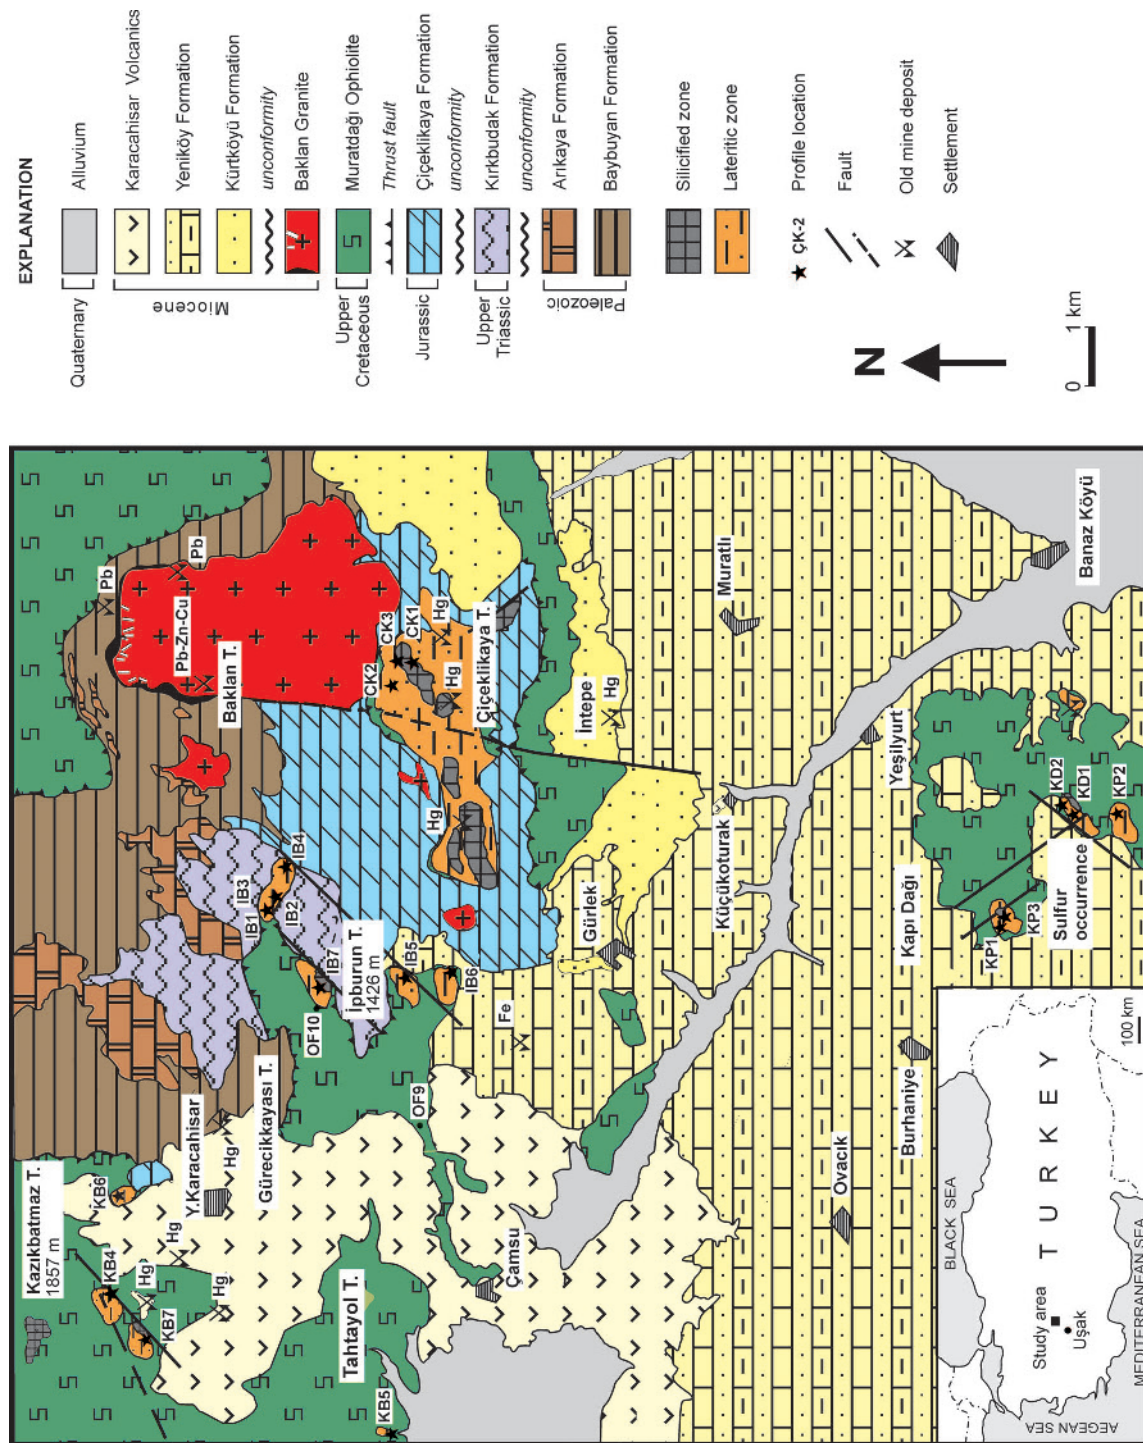 EXPLANATION
Quaternary
Alluvium
Miocene
Karacahisar Volcanics
Yeniköy Formation
Kürtköyü Formation
unconformity
Baklan Granite
Upper
Cretaceous
Muratdağı Ophiolite
Thrust fault
Jurassic
Çiçeklikaya Formation
unconformity
Upper
Triassic
Kırkbudak Formation
unconformity
Paleozoic
Arıkaya Formation
Baybuyan Formation
Silicified zone
Lateritic zone
ÇK-2
Profile location
Fault
Old mine deposit
Settlement
N
0
1 km
Kazıkbatmaz T.
1857 m
KB6
KB4
Hg
KB7
Hg
Hg
Y.Karacahisar
Hg
Gürecikkayası T.
Tahtayol T.
KB5
Çamsu
OF9
OF10
İpburun T.
1426 m
IB1
IB3
IB2
IB4
IB7
IB5
IB6
Fe
Pb
Pb
Pb-Zn-Cu
Baklan T.
CK2
CK3
CK1
Hg
Hg
Hg
Çiçeklikaya T.
İntepe
Hg
Gürlek
Küçükoturak
Muratlı
Yeşilyurt
Banaz Köyü
Kapı Dağı
Burhaniye
Ovacık
KP1
KP3
Sulfur
occurrence
KD2
KD1
KP2
BLACK SEA
TURKEY
Study area
Uşak
100 km
AEGEAN SEA
MEDITERRANEAN SEA